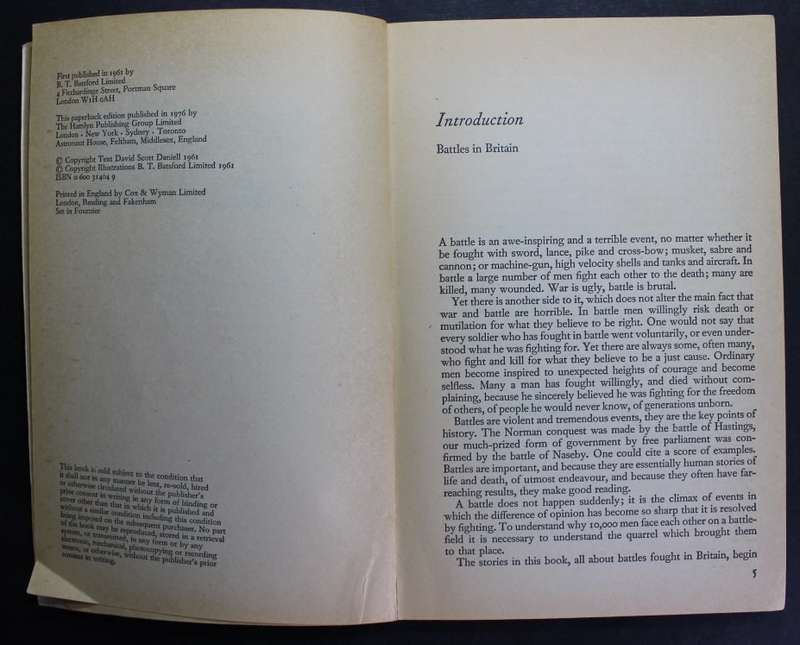 First published in 1961 by
B. T. Batsford Limited
4 Fitzhardinge Street, Portman Square
London W1H 0AH
This paperback edition published in 1976 by
The Hamlyn Publishing Group Limited
London · New York · Sydney · Toronto
Astronaut House, Feltham, Middlesex, England
© Copyright Text David Scott Daniell 1961
© Copyright Illustrations B. T. Batsford Limited 1961
ISBN 0 600 31404 9
Printed in England by Cox & Wyman Limited
London, Reading and Fakenham
Set in Fournier
This book is sold subject to the condition that
it shall not in any manner be lent, re-sold, hired
or otherwise circulated without the publisher's
prior consent in writing in any form of binding or
cover other than that in which it is published and
without a similar condition including this condition
being imposed on the subsequent purchaser. No part
of the book may be reproduced, stored in a retrieval
system, or transmitted, in any form or by any
electronic, mechanical, photocopying or recording
means, or otherwise, without the publisher's prior
consent in writing.
Introduction
Battles in Britain
A battle is an awe-inspiring and a terrible event, no matter whether it
be fought with sword, lance, pike and cross-bow; musket, sabre and
cannon; or machine-gun, high velocity shells and tanks and aircraft. In
battle a large number of men fight each other to the death; many are
killed, many wounded. War is ugly, battle is brutal.
Yet there is another side to it, which does not alter the main fact that
war and battle are horrible. In battle men willingly risk death or
mutilation for what they believe to be right. One would not say that
every soldier who has fought in battle went voluntarily, or even under-
stood what he was fighting for. Yet there are always some, often many,
who fight and kill for what they believe to be a just cause. Ordinary
men become inspired to unexpected heights of courage and become
selfless. Many a man has fought willingly, and died without com-
plaining, because he sincerely believed he was fighting for the freedom
of others, of people he would never know, of generations unborn.
Battles are violent and tremendous events, they are the key points of
history. The Norman conquest was made by the battle of Hastings,
our much-prized form of government by free parliament was con-
firmed by the battle of Naseby. One could cite a score of examples.
Battles are important, and because they are essentially human stories of
life and death, of utmost endeavour, and because they often have far-
reaching results, they make good reading.
A battle does not happen suddenly; it is the climax of events in
which the difference of opinion has become so sharp that it is resolved
by fighting. To understand why 10,000 men face each other on a battle-
field it is necessary to understand the quarrel which brought them
to that place.
The stories in this book, all about battles fought in Britain, begin
5